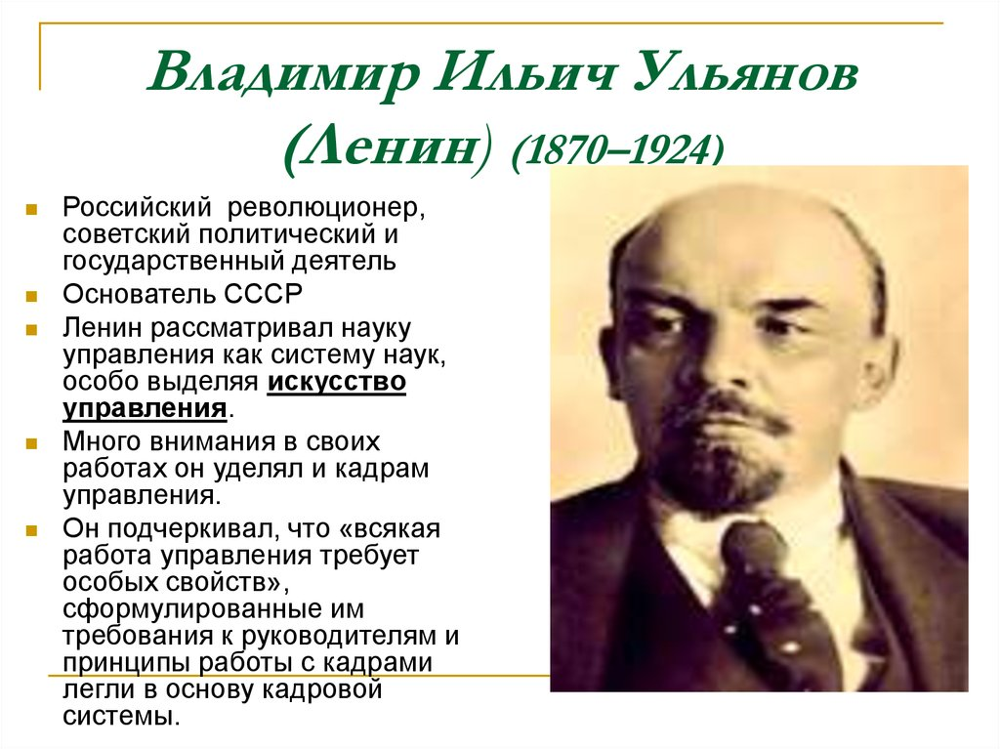 Владимир Ильич Ульянов
(Ленин) (1870–1924)
Российский революционер,
советский политический и
государственный деятель
Основатель СССР
Ленин рассматривал науку
управления как систему наук,
особо выделяя искусство
управления.
Много внимания в своих
работах он уделял и кадрам
управления.
Он подчеркивал, что «всякая
работа управления требует
особых свойств»,
сформулированные им
требования к руководителям и
принципы работы с кадрами
легли в основу кадровой
системы.